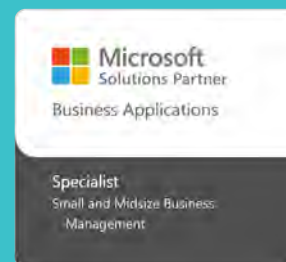 Microsoft
Solutions Partner
Business Applications
Specialist
Small and Midsize Business
Management